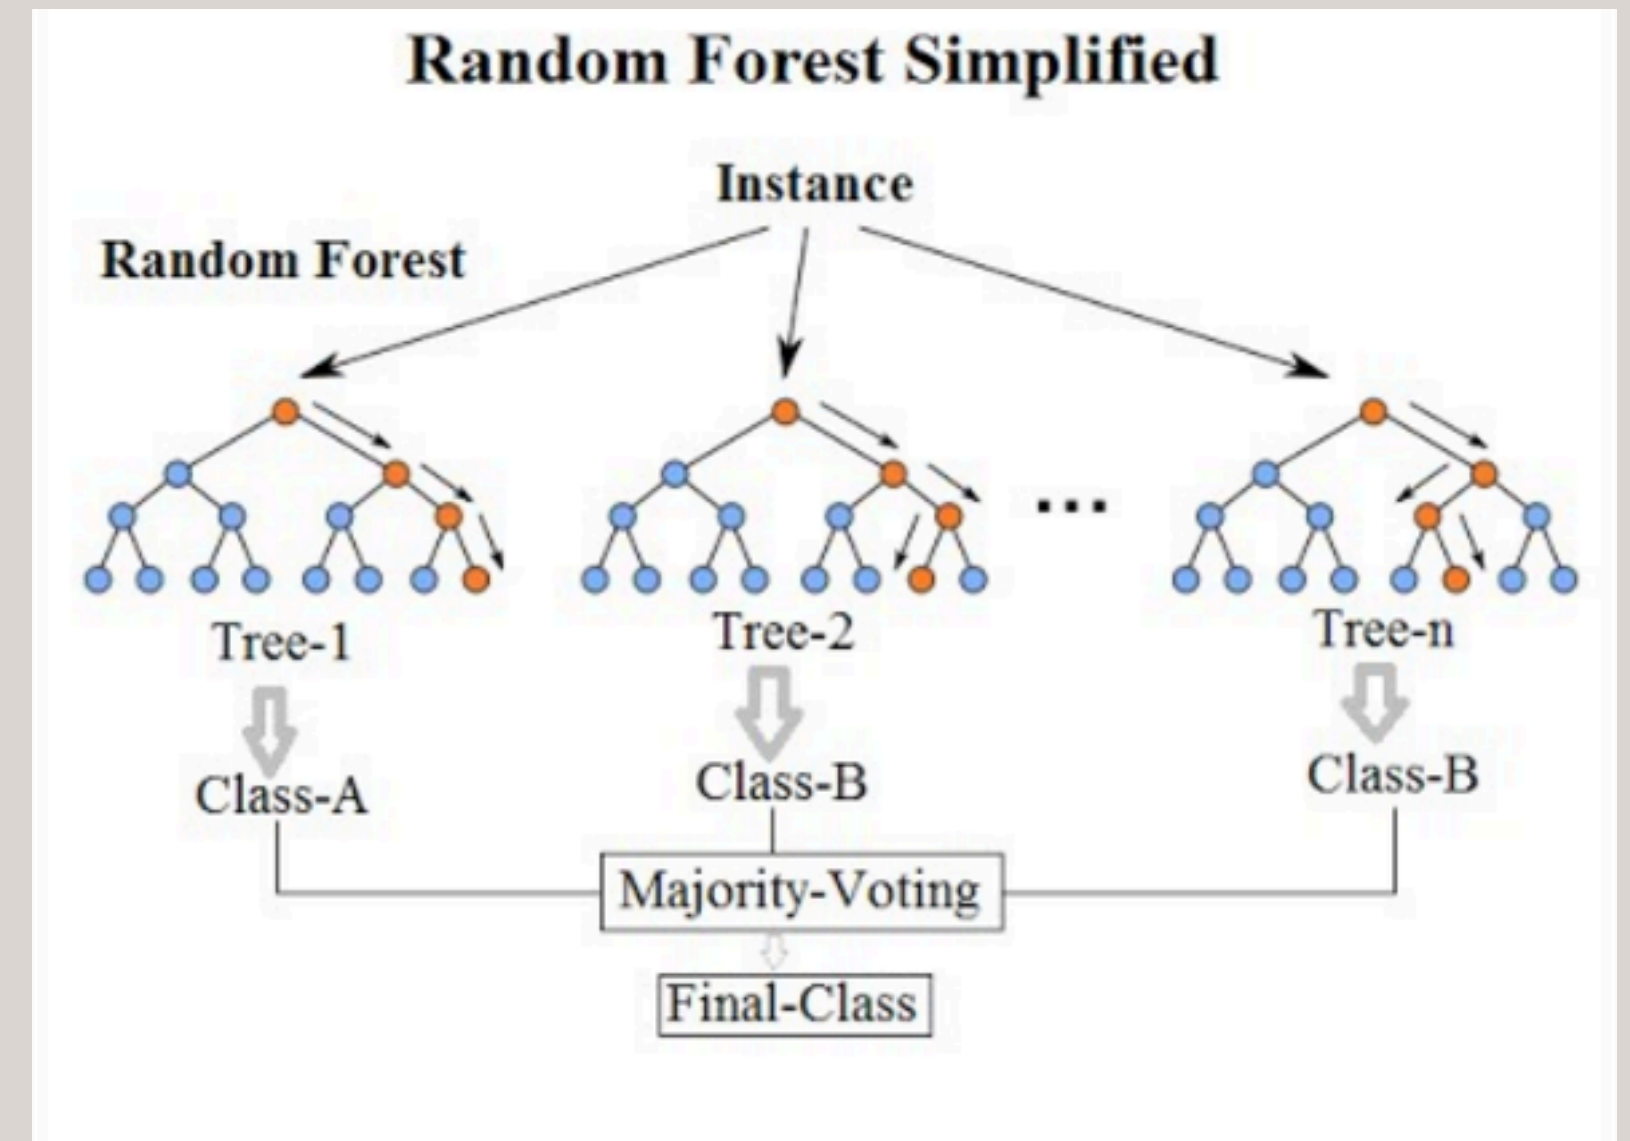 Random Forest Simplified
Instance
Random Forest
...
Tree-1
Tree-2
Tree-n
Class-A
Class-B
Class-B
Majority-Voting
Final-Class